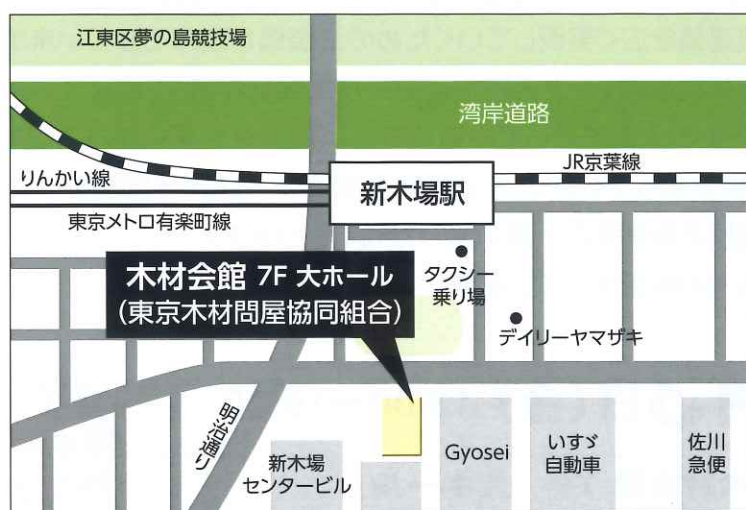 江東区夢の島競技場
湾岸道路
りんかい線
JR京葉線
新木場駅
東京メトロ有楽町線
木材会館 7F 大ホール
(東京木材問屋協同組合)
タクシー
乗り場
デイリーヤマザキ
明治通り
新木場
センタービル
Gyosei
いすゞ
自動車
佐川
急便